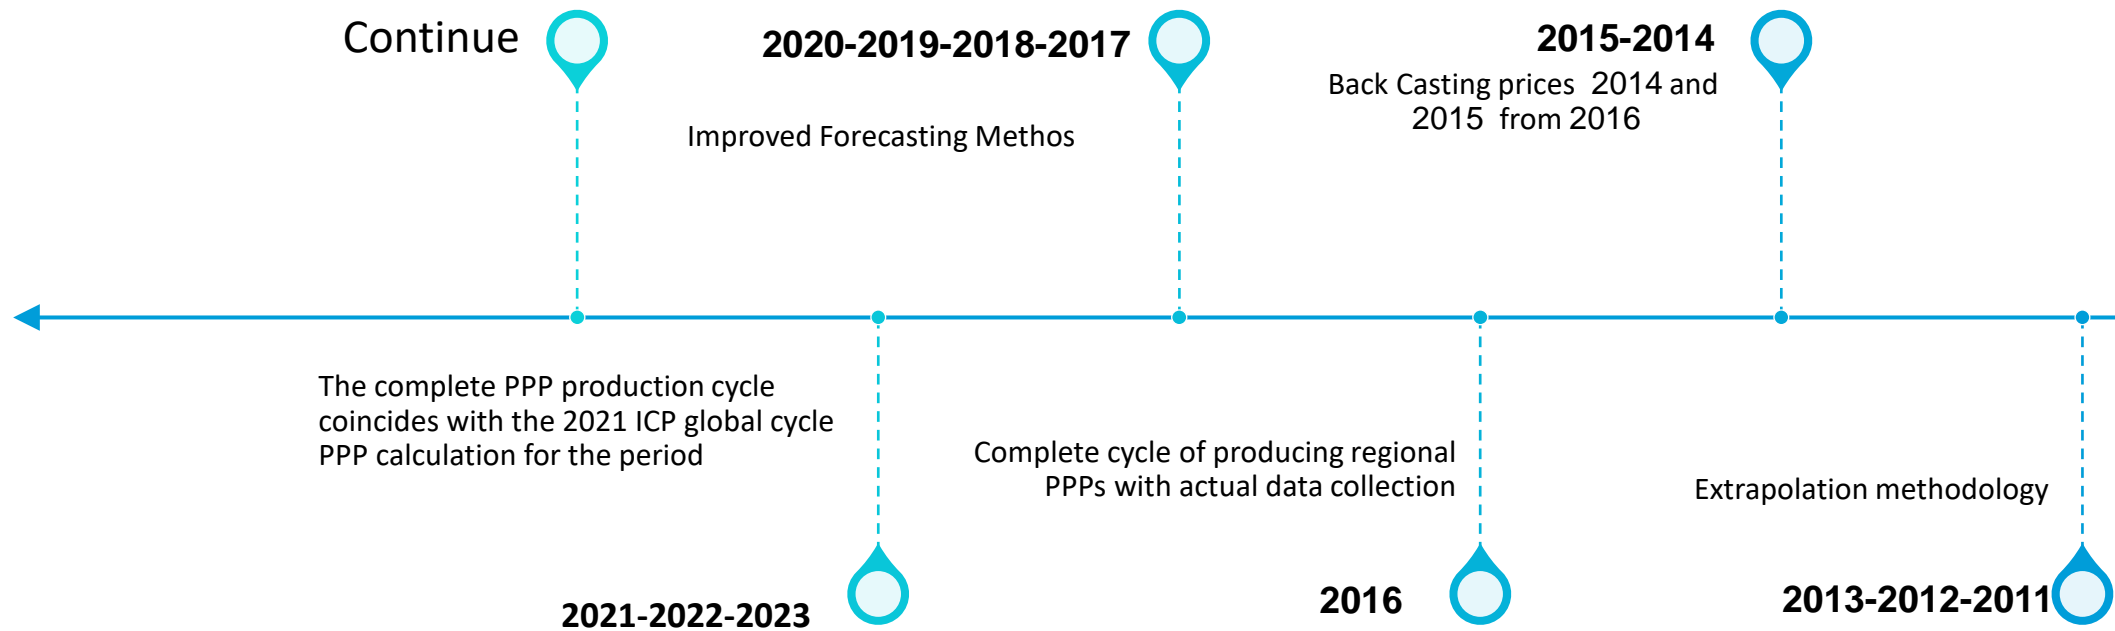 Continue
2020-2019-2018-2017
Improved Forecasting Methos
2015-2014
Back Casting prices 2014 and
2015 from 2016
The complete PPP production cycle
coincides with the 2021 ICP global cycle
PPP calculation for the period
2021-2022-2023
Complete cycle of producing regional
PPPs with actual data collection
2016
Extrapolation methodology
2013-2012-2011